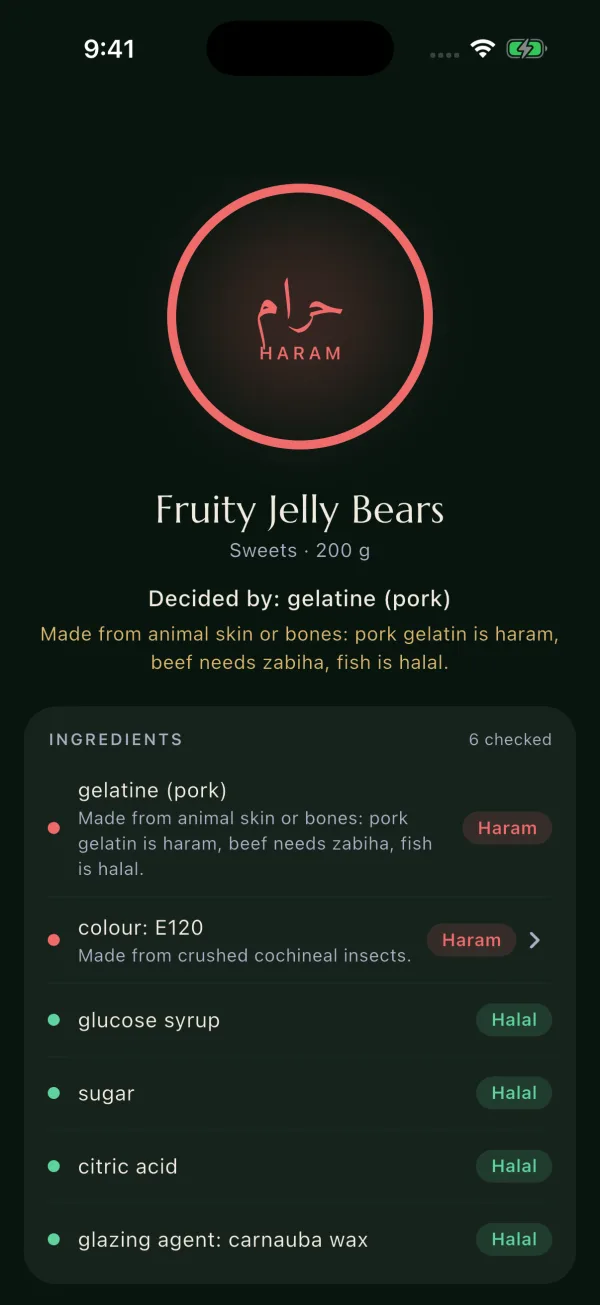 9:41
حرام
HARAM
Fruity Jelly Bears
Sweets · 200 g
Decided by: gelatine (pork)
Made from animal skin or bones: pork gelatin is haram,
beef needs zabiha, fish is halal.
INGREDIENTS 6 checked
gelatine (pork)
Made from animal skin or bones: pork
gelatin is haram, beef needs zabiha, fish
is halal.
Haram
colour: E120
Made from crushed cochineal insects.
Haram
glucose syrup Halal
sugar Halal
citric acid Halal
glazing agent: carnauba wax Halal